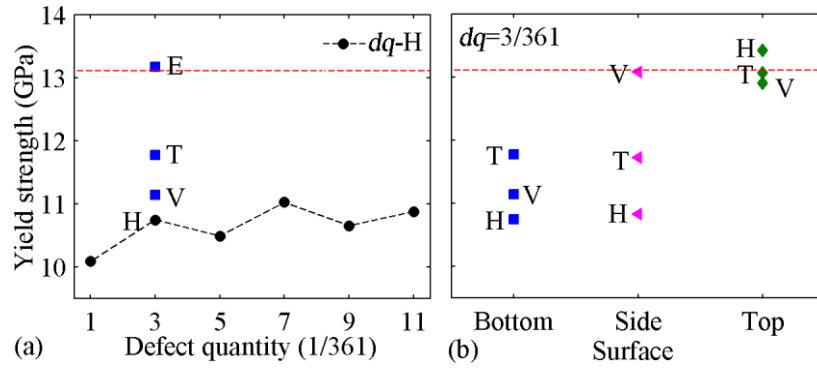 14
13
12
11
10
Yield strength (GPa)
dq-H
E
T
V
H
1 3 5 7 9 11
(a) Defect quantity (1/361)
dq=3/361
H
V T
V
T T
V
H H
Bottom Side Top
(b) Surface